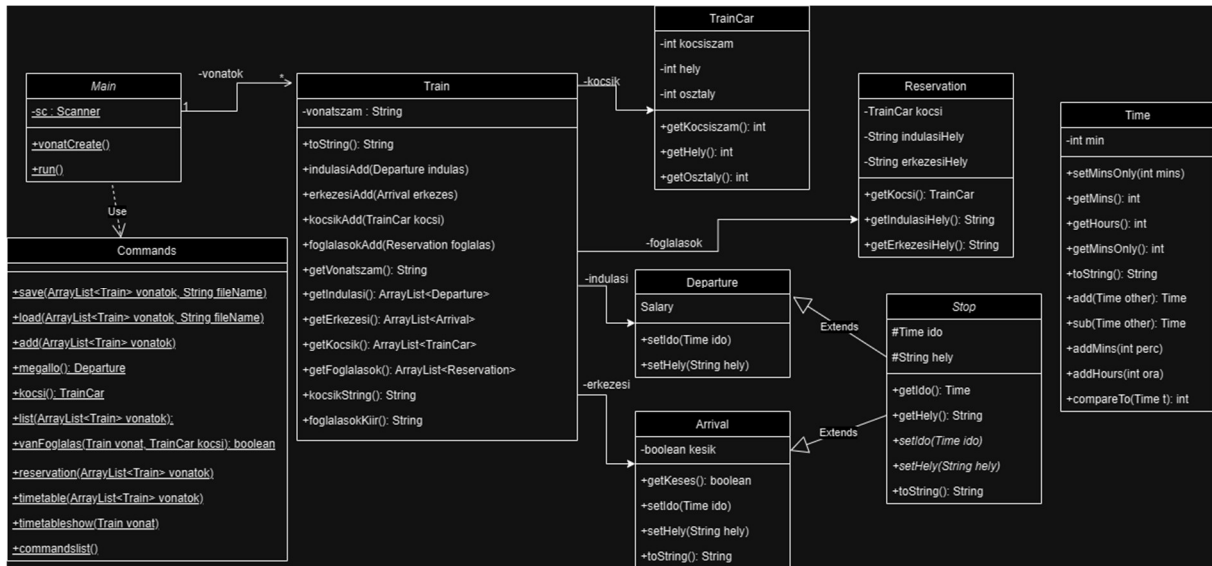 Main
-sc : Scanner
+vonatCreate()
+run()
-vonatok
1
*
Use
Commands
+save(ArrayList<Train> vonatok, String fileName)
+load(ArrayList<Train> vonatok, String fileName)
+add(ArrayList<Train> vonatok)
+megallo(): Departure
+kocsi(): TrainCar
+list(ArrayList<Train> vonatok):
+vanFoglalas(Train vonat, TrainCar kocsi): boolean
+reservation(ArrayList<Train> vonatok)
+timetable(ArrayList<Train> vonatok)
+timetableshow(Train vonat)
+commandslist()
Train
-vonatszam : String
+toString(): String
+indulasiAdd(Departure indulas)
+erkezesiAdd(Arrival erkezes)
+kocsikAdd(TrainCar kocsi)
+foglalasokAdd(Reservation foglalas)
+getVonatszam(): String
+getIndulasi(): ArrayList<Departure>
+getErkezesi(): ArrayList<Arrival>
+getKocsik(): ArrayList<TrainCar>
+getFoglalasok(): ArrayList<Reservation>
+kocsikString(): String
+foglalasokKiir(): String
-kocsik
-foglalasok
-indulasi
-erkezesi
TrainCar
-int kocsiszam
-int hely
-int osztaly
+getKocsiszam(): int
+getHely(): int
+getOsztaly(): int
Departure
Salary
+setIdo(Time ido)
+setHely(String hely)
Arrival
-boolean kesik
+getKeses(): boolean
+setIdo(Time ido)
+setHely(String hely)
+toString(): String
Extends
Extends
Reservation
-TrainCar kocsi
-String indulasiHely
-String erkezesiHely
+getKocsi(): TrainCar
+getIndulasiHely(): String
+getErkezesiHely(): String
Stop
#Time ido
#String hely
+getIdo(): Time
+getHely(): String
+setIdo(Time ido)
+setHely(String hely)
+toString(): String
Time
-int min
+setMinsOnly(int mins)
+getMins(): int
+getHours(): int
+getMinsOnly(): int
+toString(): String
+add(Time other): Time
+sub(Time other): Time
+addMins(int perc)
+addHours(int ora)
+compareTo(Time t): int